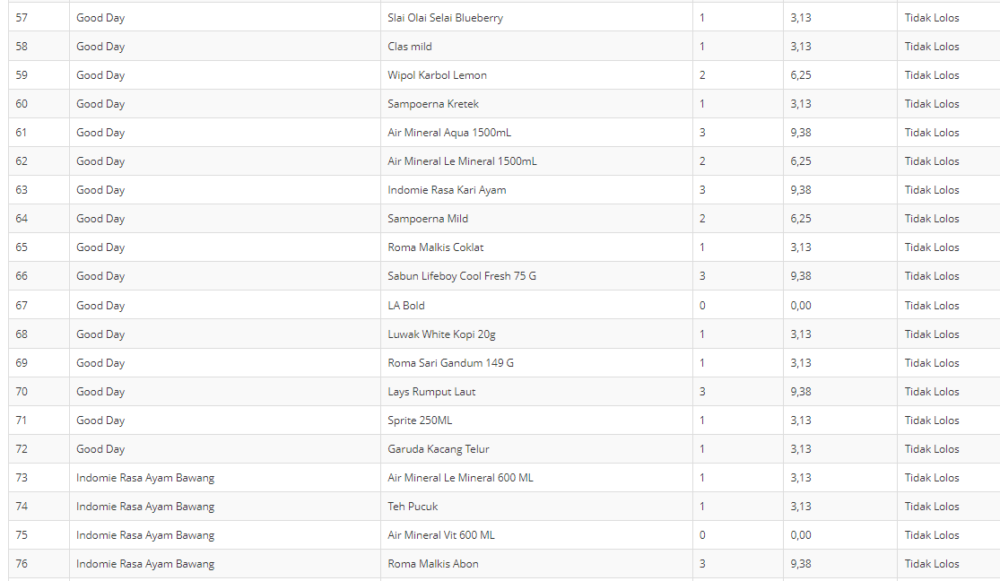 57 Good Day Slai Olai Selai Blueberry 1 3,13 Tidak Lolos
58 Good Day Clas mild 1 3,13 Tidak Lolos
59 Good Day Wipol Karbol Lemon 2 6,25 Tidak Lolos
60 Good Day Sampoerna Kretek 1 3,13 Tidak Lolos
61 Good Day Air Mineral Aqua 1500mL 3 9,38 Tidak Lolos
62 Good Day Air Mineral Le Mineral 1500mL 2 6,25 Tidak Lolos
63 Good Day Indomie Rasa Kari Ayam 3 9,38 Tidak Lolos
64 Good Day Sampoerna Mild 2 6,25 Tidak Lolos
65 Good Day Roma Malkis Coklat 1 3,13 Tidak Lolos
66 Good Day Sabun Lifeboy Cool Fresh 75 G 3 9,38 Tidak Lolos
67 Good Day LA Bold 0 0,00 Tidak Lolos
68 Good Day Luwak White Kopi 20g 1 3,13 Tidak Lolos
69 Good Day Roma Sari Gandum 149 G 1 3,13 Tidak Lolos
70 Good Day Lays Rumput Laut 3 9,38 Tidak Lolos
71 Good Day Sprite 250ML 1 3,13 Tidak Lolos
72 Good Day Garuda Kacang Telur 1 3,13 Tidak Lolos
73 Indomie Rasa Ayam Bawang Air Mineral Le Mineral 600 ML 1 3,13 Tidak Lolos
74 Indomie Rasa Ayam Bawang Teh Pucuk 1 3,13 Tidak Lolos
75 Indomie Rasa Ayam Bawang Air Mineral Vit 600 ML 0 0,00 Tidak Lolos
76 Indomie Rasa Ayam Bawang Roma Malkis Abon 3 9,38 Tidak Lolos